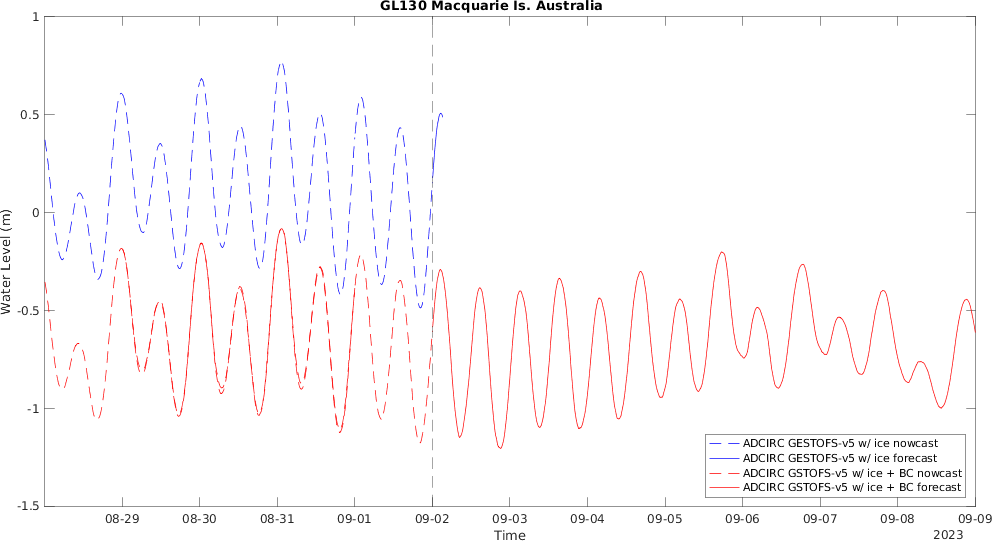 GL130 Macquarie Is. Australia
Water Level (m)
1
0.5
0
-0.5
-1
-1.5
ADCIRC GESTOFS-v5 w/ ice nowcast
ADCIRC GESTOFS-v5 w/ ice forecast
ADCIRC GSTOFS-v5 w/ ice + BC nowcast
ADCIRC GSTOFS-v5 w/ ice + BC forecast
08-29 08-30 08-31 09-01 09-02 09-03 09-04 09-05 09-06 09-07 09-08 09-09
Time
2023